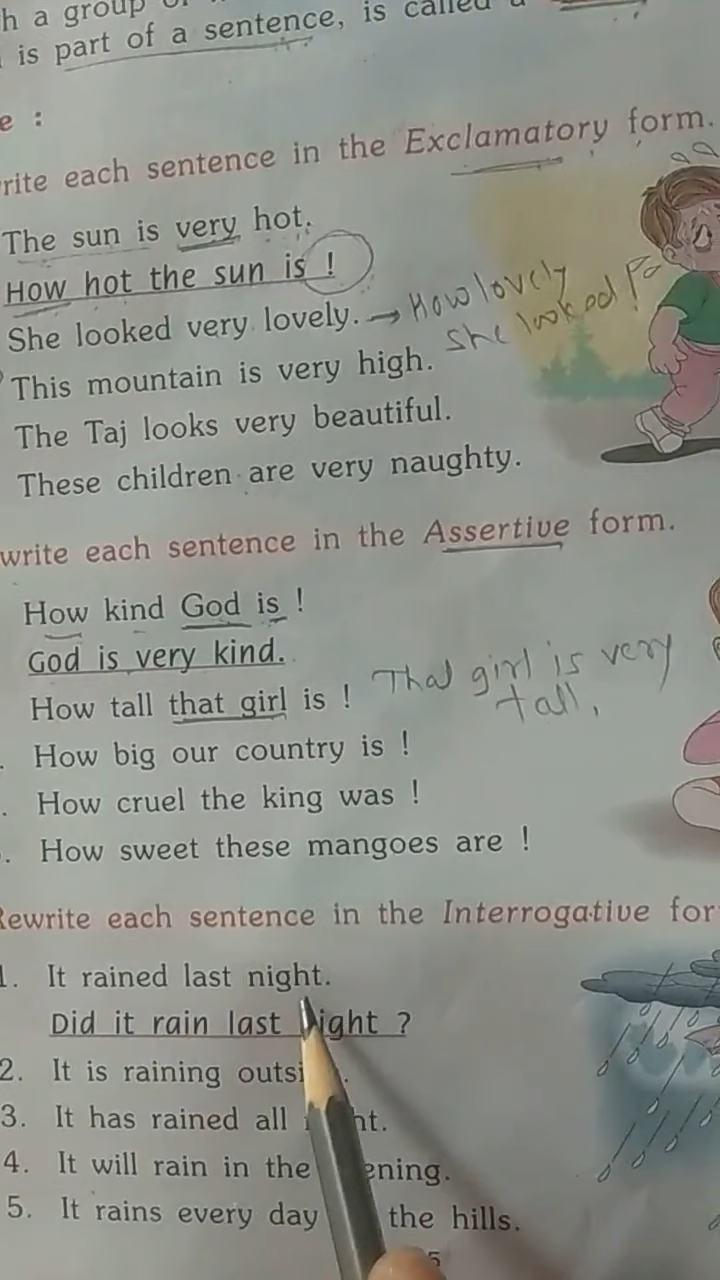 h a group
is part of a sentence, is called a
e :
rite each sentence in the Exclamatory form.
The sun is very hot.
How hot the sun is !
She looked very lovely. → How lovely
she looked !
This mountain is very high.
The Taj looks very beautiful.
These children are very naughty.
write each sentence in the Assertive form.
How kind God is !
God is very kind.
How tall that girl is ! That girl is very
tall.
. How big our country is !
. How cruel the king was !
. How sweet these mangoes are !
Rewrite each sentence in the Interrogative for
1. It rained last night.
Did it rain last night ?
2. It is raining outsi .
3. It has rained all ht.
4. It will rain in the ening.
5. It rains every day the hills.
5